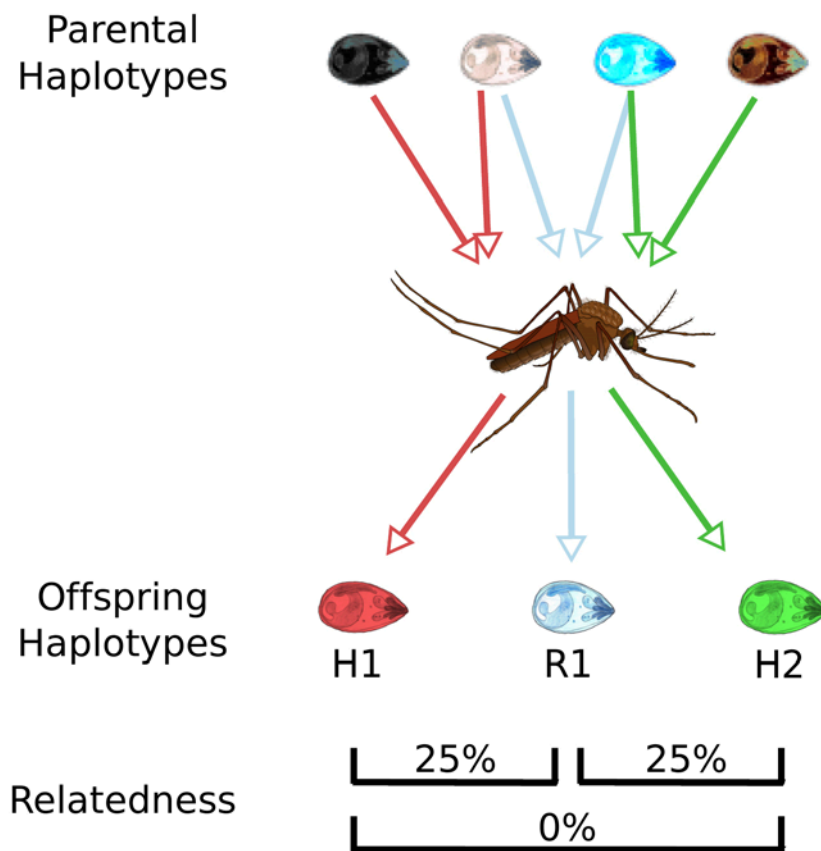 Parental
Haplotypes
Offspring
Haplotypes
H1
R1
H2
Relatedness
25%
25%
0%